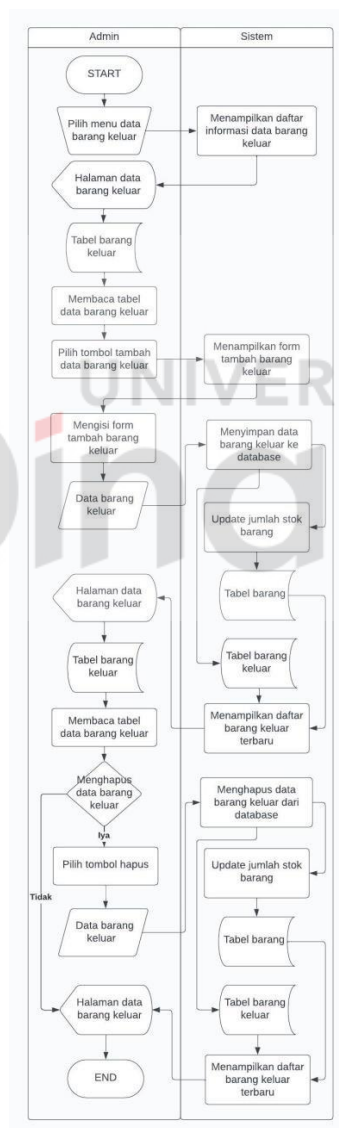 Admin
Sistem
START
Pilih menu data
barang keluar
Menampilkan daftar
informasi data barang
keluar
Halaman data
barang keluar
Tabel barang
keluar
Membaca tabel
data barang keluar
Pilih tombol tambah
data barang keluar
Menampilkan form
tambah barang
keluar
UNIVER
Mengisi form
tambah barang
keluar
Data barang
keluar
Menyimpan data
barang keluar ke
database
Dina
Update jumlah stok
barang
Tabel barang
Tabel barang
keluar
Menampilkan daftar
barang keluar
terbaru
Halaman data
barang keluar
Tabel barang
keluar
Membaca tabel
data barang keluar
Menghapus
data barang
keluar
Iya
Tidak
Pilih tombol hapus
Data barang
keluar
Menghapus data
barang keluar dari
database
Update jumlah stok
barang
Tabel barang
Tabel barang
keluar
Menampilkan daftar
barang keluar
terbaru
Halaman data
barang keluar
END